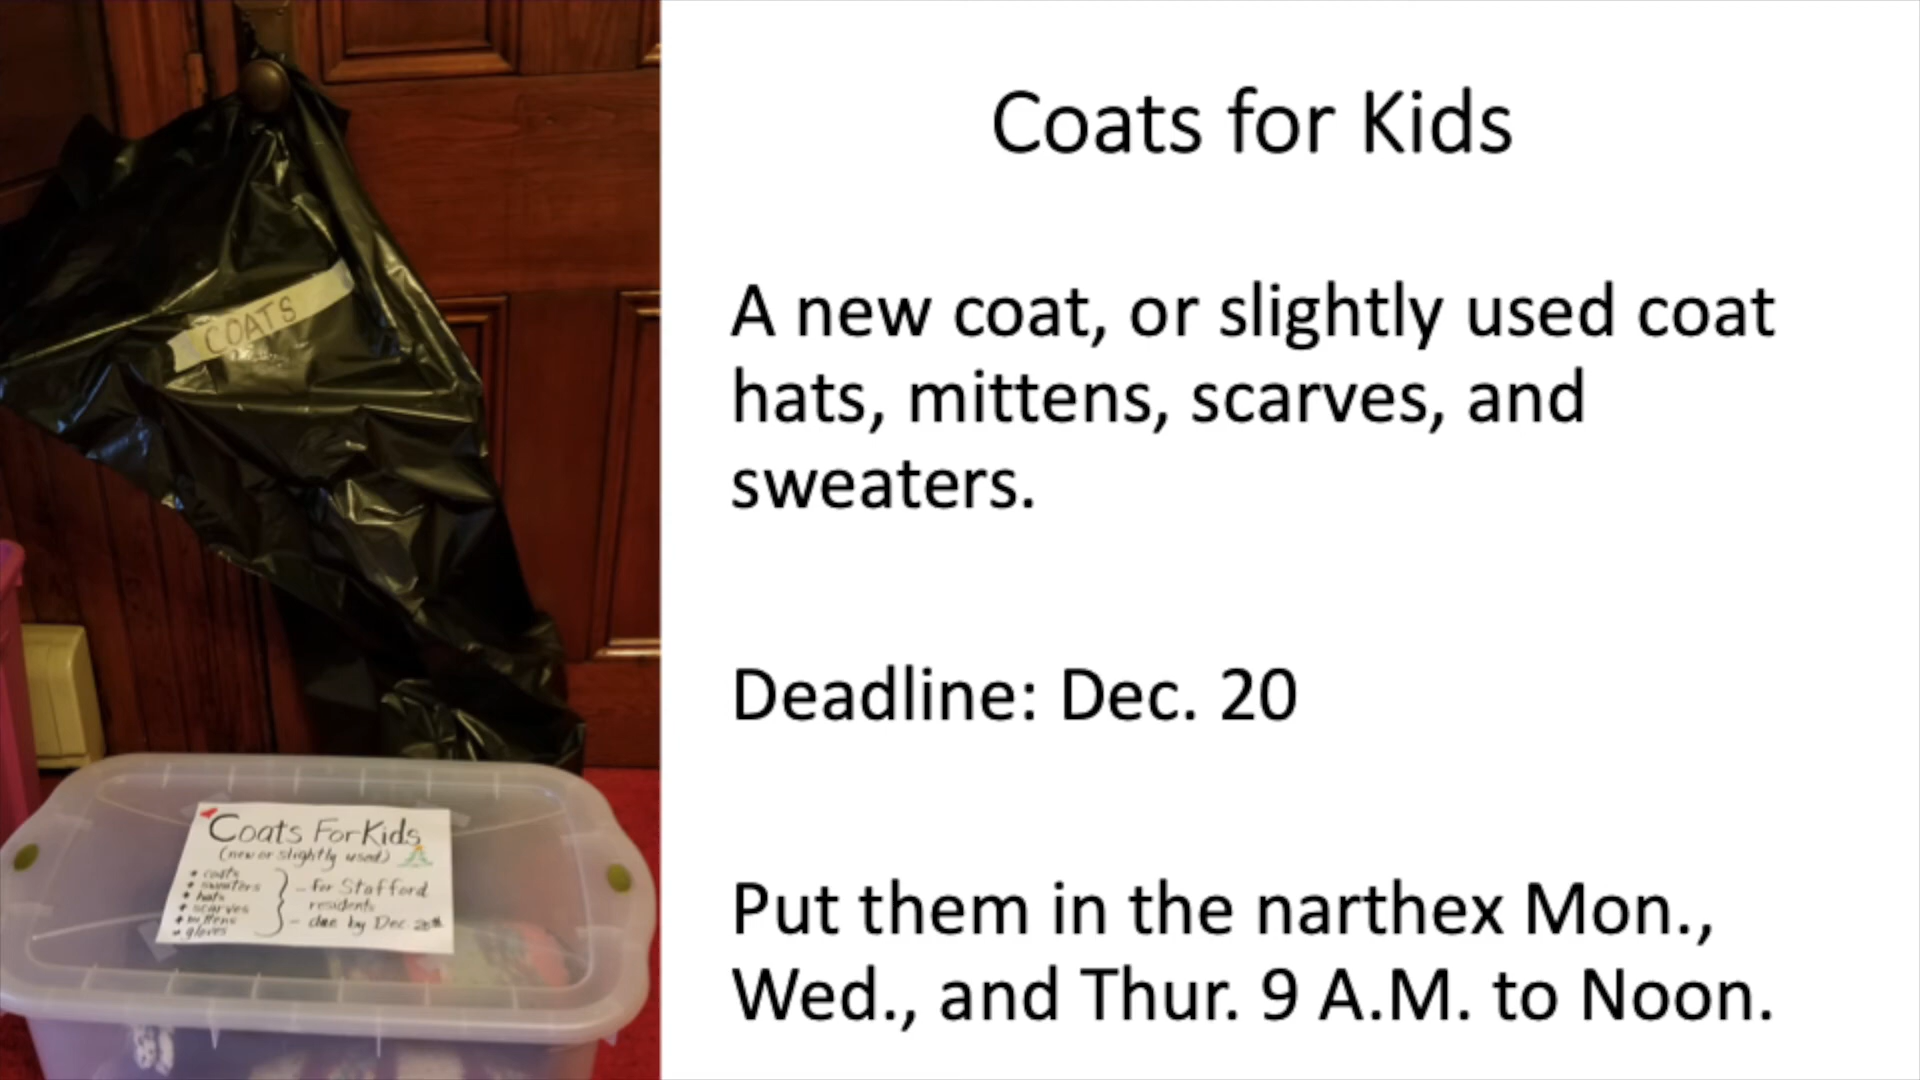 COATS
Coats For Kids
(new or slightly used)
• coats
• sweaters
• hats
• scarves
• mittens
• gloves
- for Stafford
residents
- due by Dec. 20th
Coats for Kids
A new coat, or slightly used coat
hats, mittens, scarves, and
sweaters.
Deadline: Dec. 20
Put them in the narthex Mon.,
Wed., and Thur. 9 A.M. to Noon.